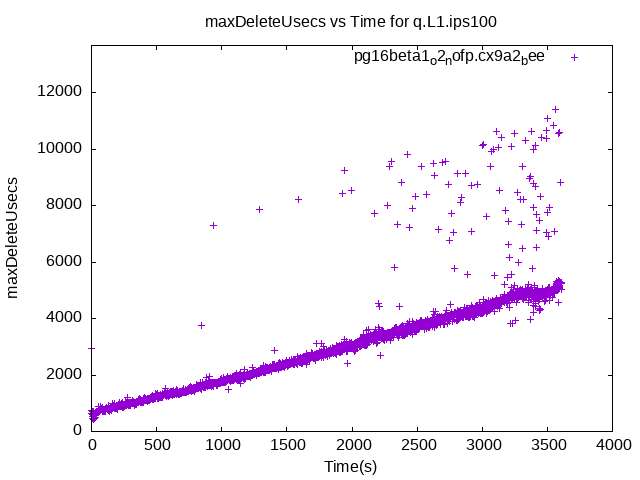 maxDeleteUsecs vs Time for q.L1.ips100
pg16beta1o2nofp.cx9a2bee
12000
10000
8000
6000
4000
2000
0
maxDeleteUsecs
0 500 1000 1500 2000 2500 3000 3500 4000
Time(s)